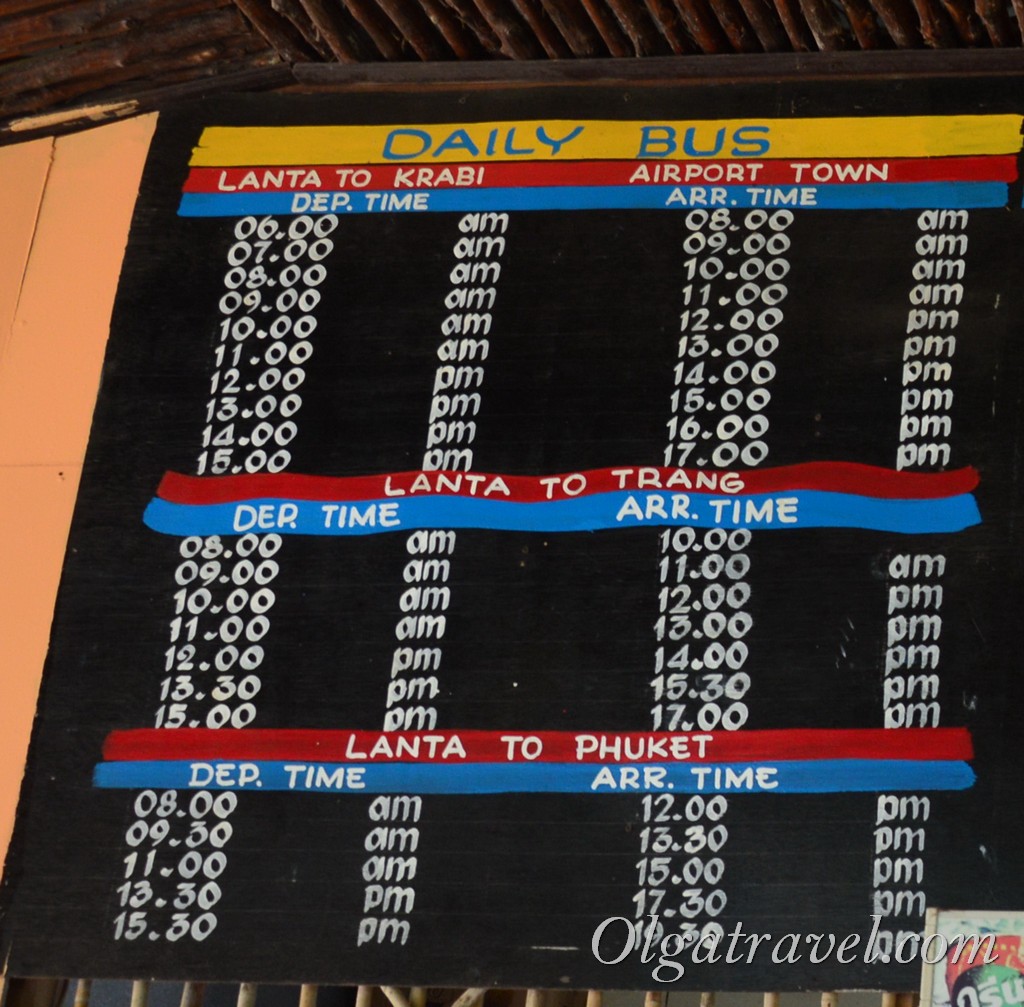 DAILY BUS
LANTA TO KRABI AIRPORT TOWN
DEP. TIME ARR. TIME
06.00 am 08.00 am
07.00 am 09.00 am
08.00 am 10.00 am
09.00 am 11.00 am
10.00 am 12.00 pm
11.00 am 13.00 pm
12.00 pm 14.00 pm
13.00 pm 15.00 pm
14.00 pm 16.00 pm
15.00 pm 17.00 pm
LANTA TO TRANG
DEP. TIME ARR. TIME
08.00 am 10.00
09.00 am 11.00 am
10.00 am 12.00 pm
11.00 am 13.00 pm
12.00 pm 14.00 pm
13.30 pm 15.30 pm
15.00 pm 17.00 pm
LANTA TO PHUKET
DEP. TIME ARR. TIME
08.00 am 12.00 pm
09.30 am 13.30 pm
11.00 am 15.00 pm
13.30 pm 17.30 pm
15.30 pm 19.30 pm
Olgatravel.com